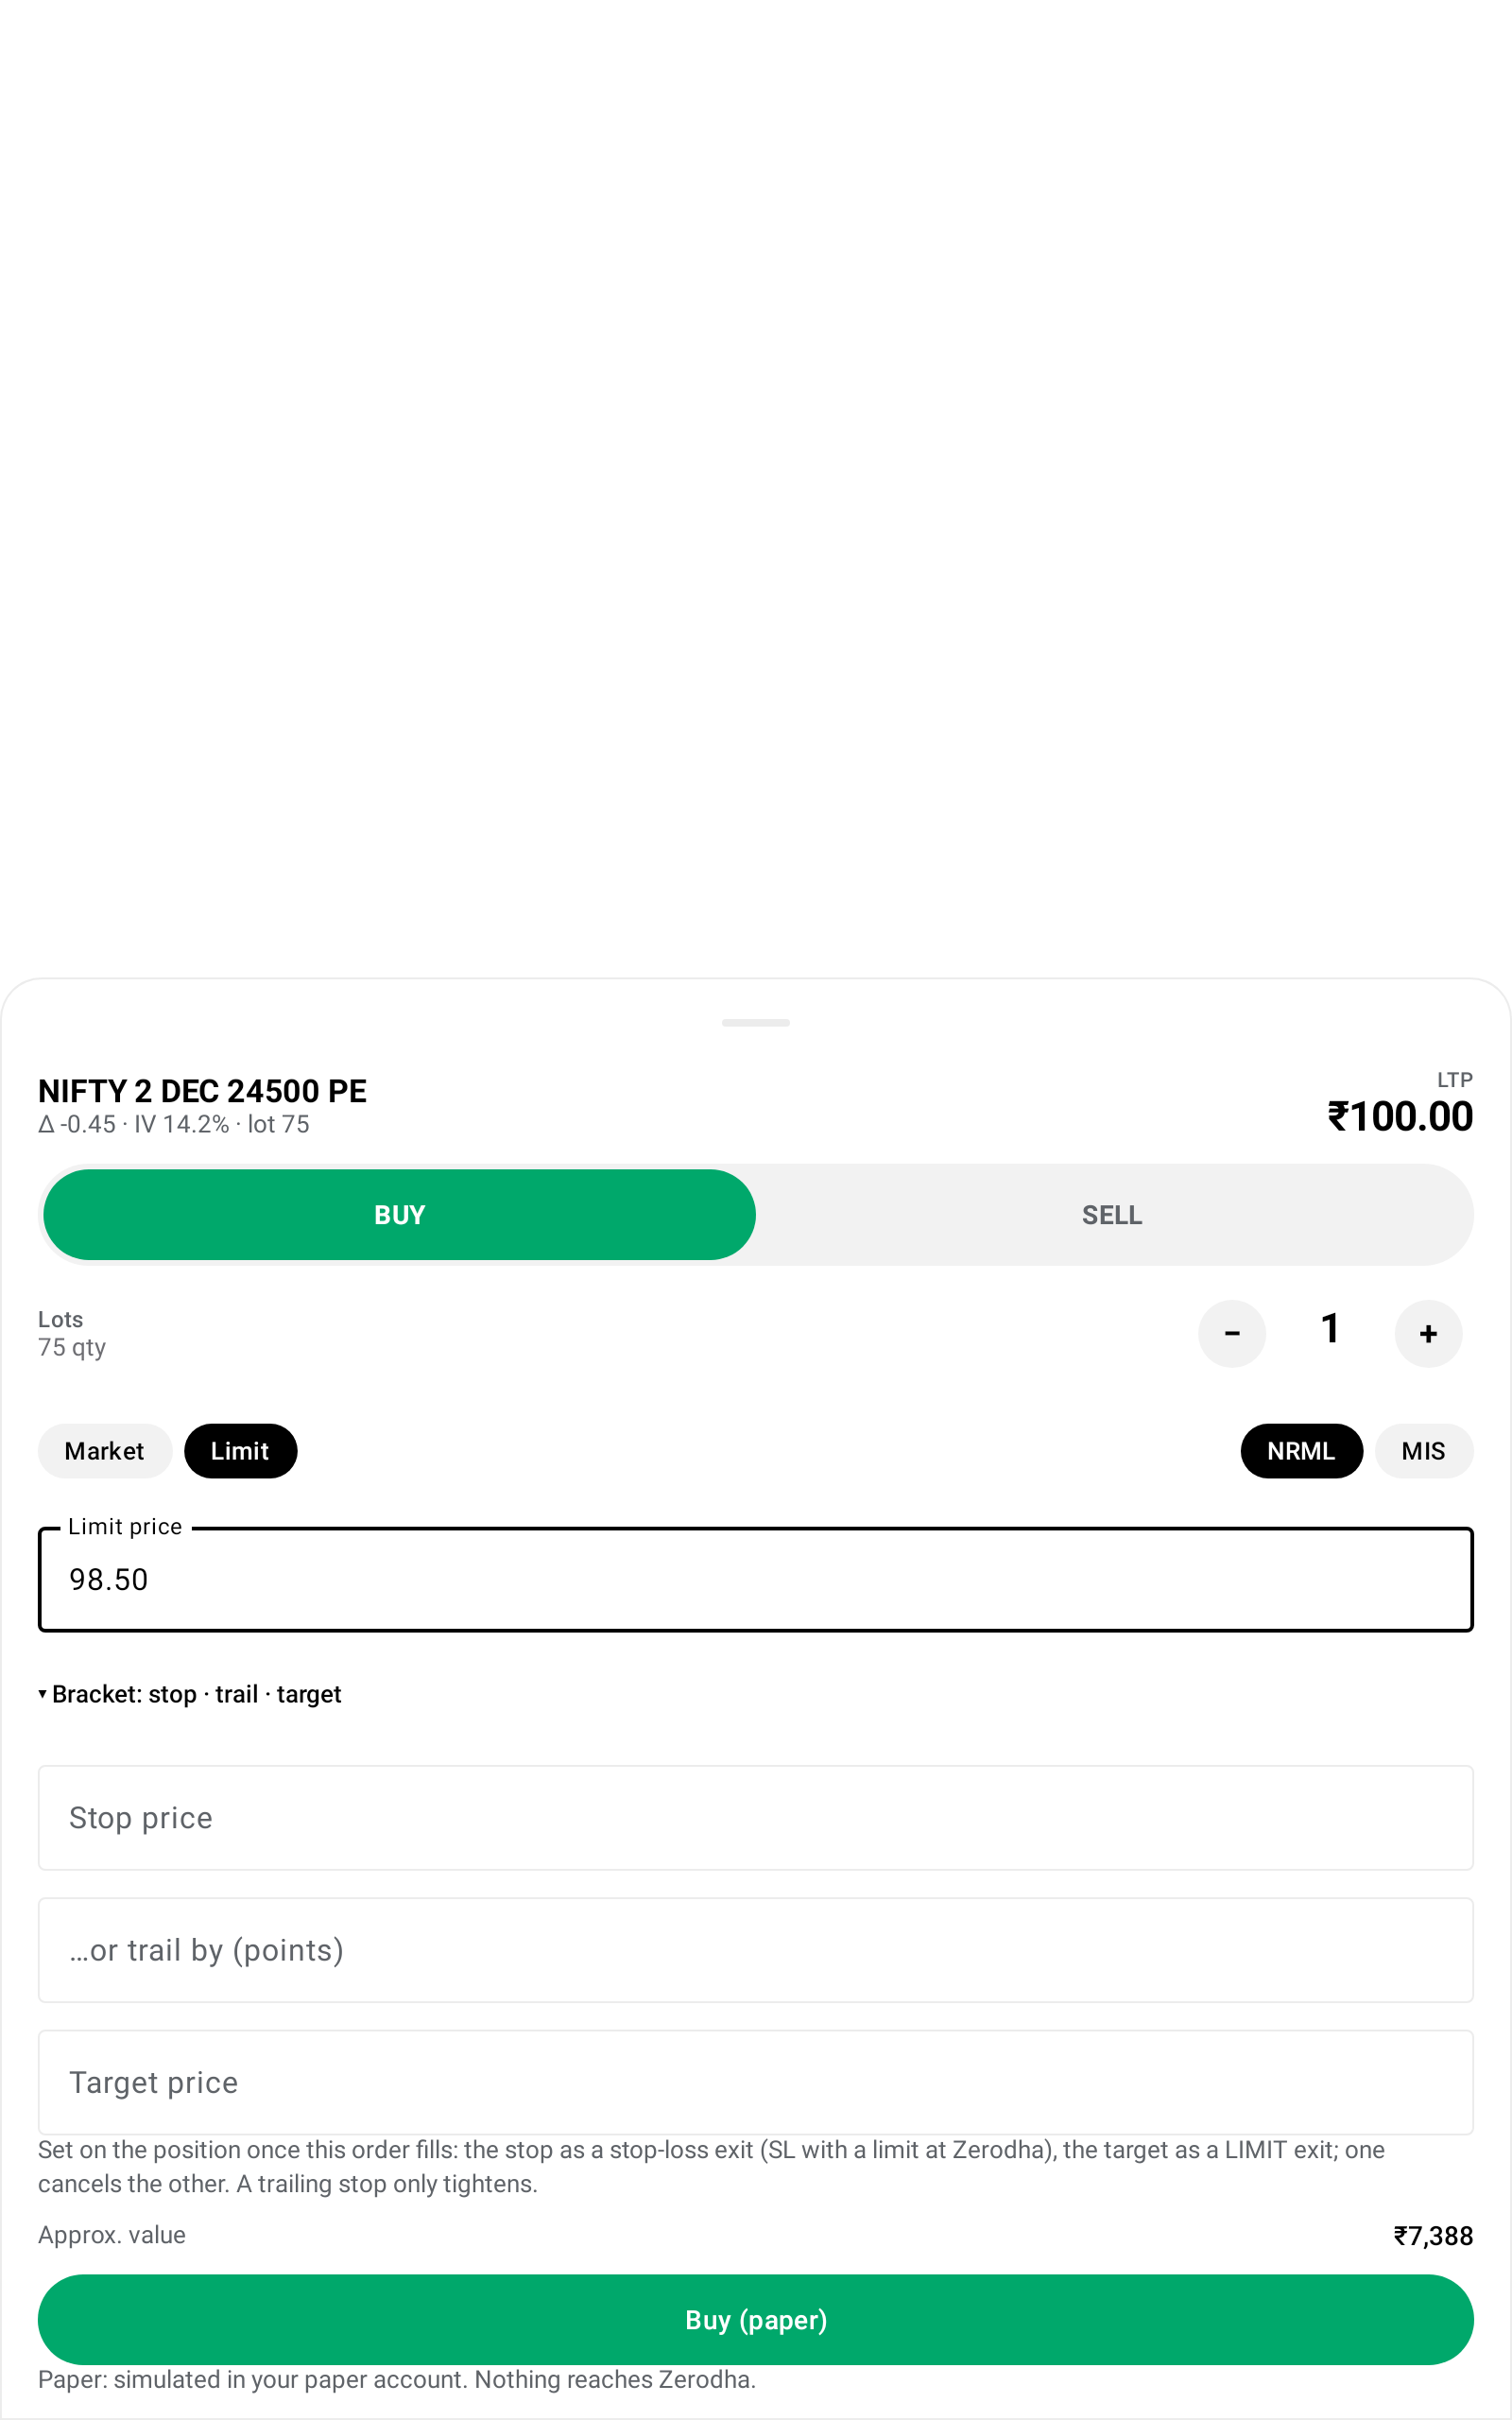 NIFTY 2 DEC 24500 PE
Δ -0.45 · IV 14.2% · lot 75
LTP
₹100.00
BUY
SELL
Lots
75 qty
−
1
+
Market
Limit
NRML
MIS
Limit price
98.50
▾ Bracket: stop · trail · target
Stop price
…or trail by (points)
Target price
Set on the position once this order fills: the stop as a stop-loss exit (SL with a limit at Zerodha), the target as a LIMIT exit; one
cancels the other. A trailing stop only tightens.
Approx. value
₹7,388
Buy (paper)
Paper: simulated in your paper account. Nothing reaches Zerodha.